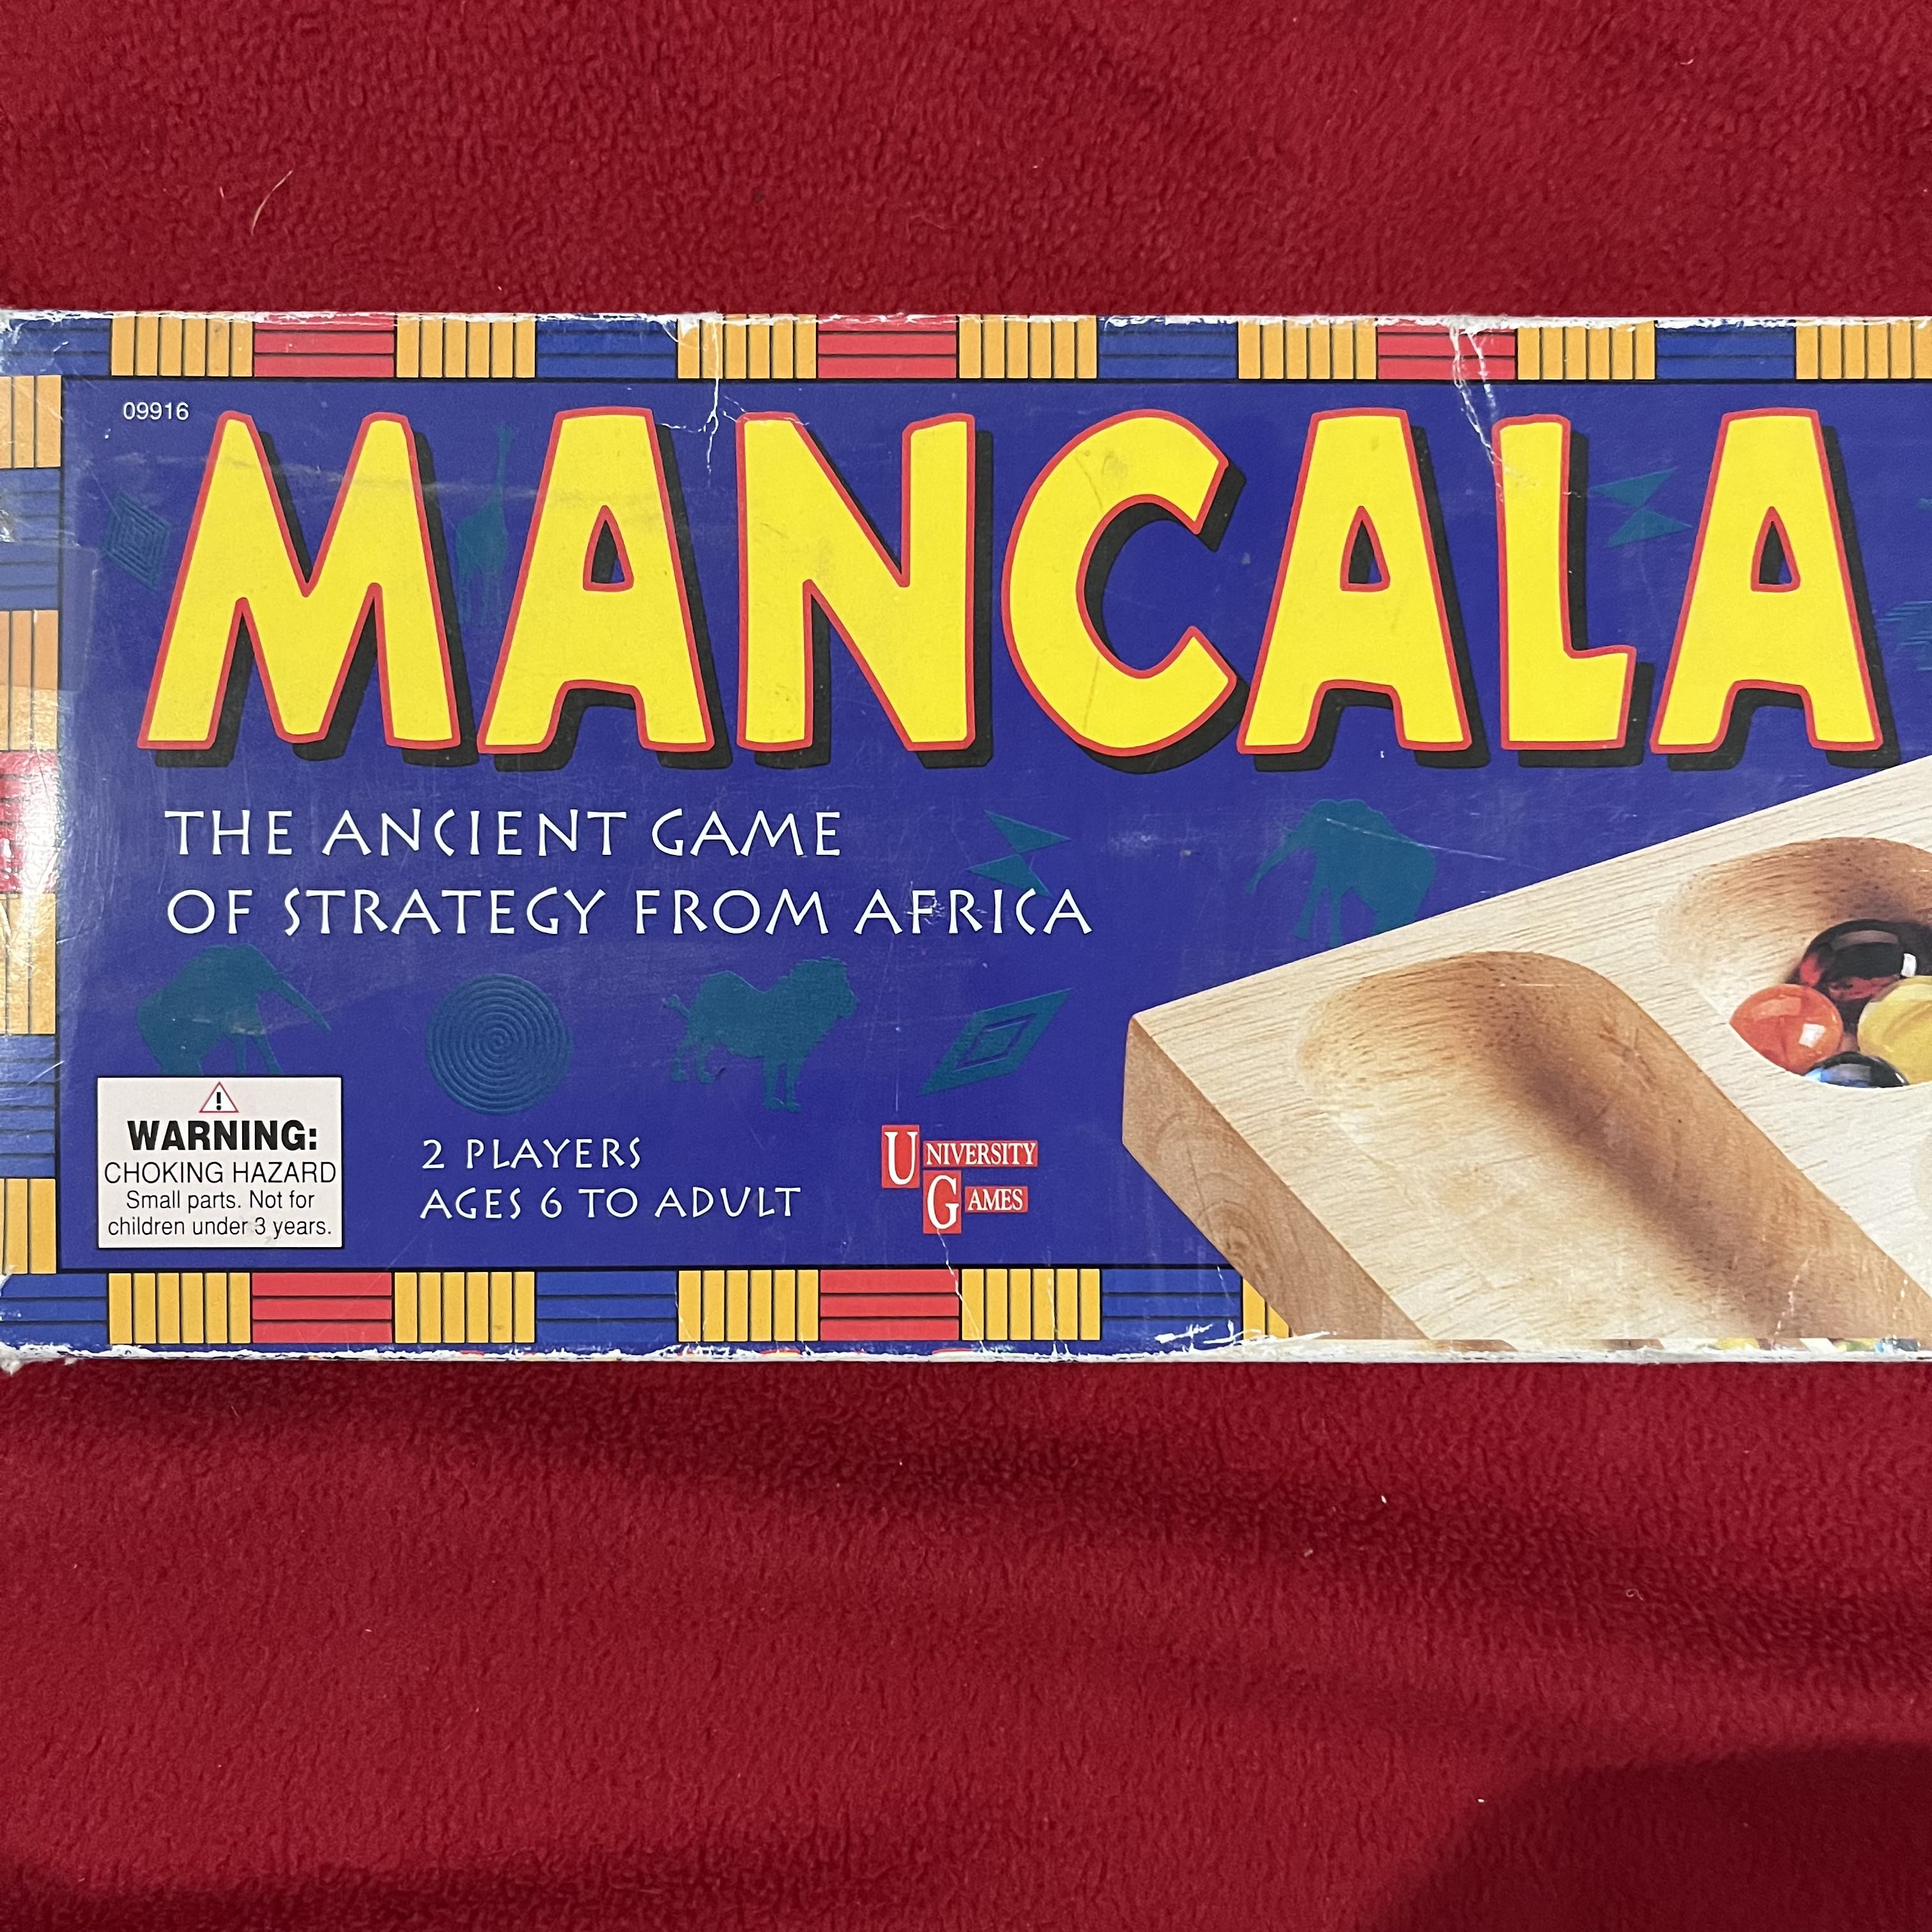 09916
MANCALA
THE ANCIENT GAME
OF STRATEGY FROM AFRICA
WARNING:
CHOKING HAZARD
Small parts. Not for
children under 3 years.
2 PLAYERS
AGES 6 TO ADULT
UNIVERSITY
GAMES